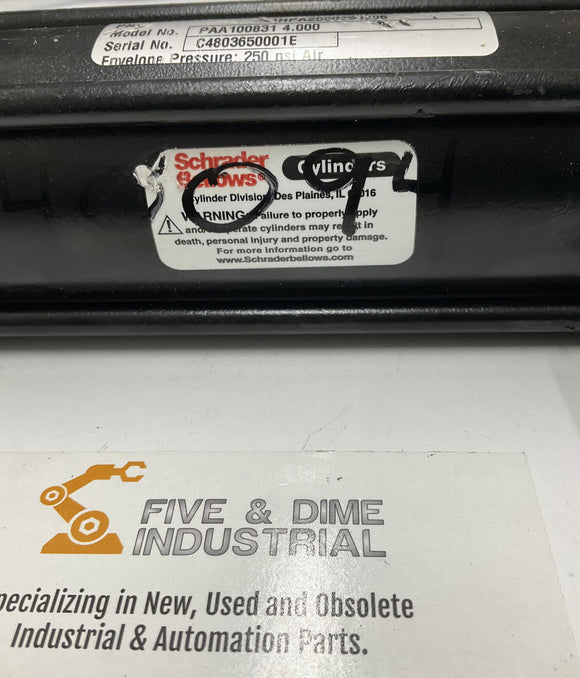 Model No. PAA100831 4.000
Serial No. C4803650001E
Envelope Pressure: 250 psi Air
Schrader Bellows® Cylinders
Cylinder Division, Des Plaines, IL
WARNING: Failure to properly apply
and/ operate cylinders may result in
death, personal injury and property damage.
For more information go to
www.Schraderbellows.com
FIVE & DIME
INDUSTRIAL
pecializing in New, Used and Obsolete
Industrial & Automation Parts.